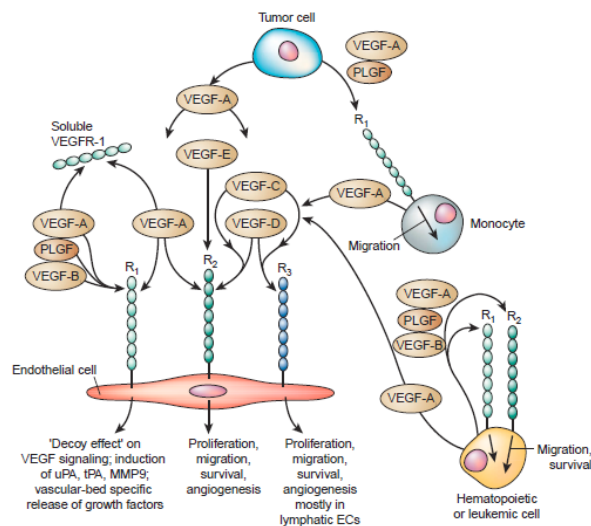 Tumor cell
VEGF-A
PLGF
VEGF-A
R1
Soluble
VEGFR-1
VEGF-E
VEGF-C
VEGF-A
VEGF-D
Monocyte
Migration
VEGF-A
PLGF
VEGF-B
VEGF-A
R1
R2
R3
VEGF-A
PLGF
VEGF-B
R1
R2
VEGF-A
Endothelial cell
Migration,
survival
Hematopoietic
or leukemic cell
'Decoy effect' on
VEGF signaling; induction
of uPA, tPA, MMP9;
vascular-bed specific
release of growth factors
Proliferation,
migration,
survival,
angiogenesis
Proliferation,
migration,
survival,
angiogenesis
mostly in
lymphatic ECs